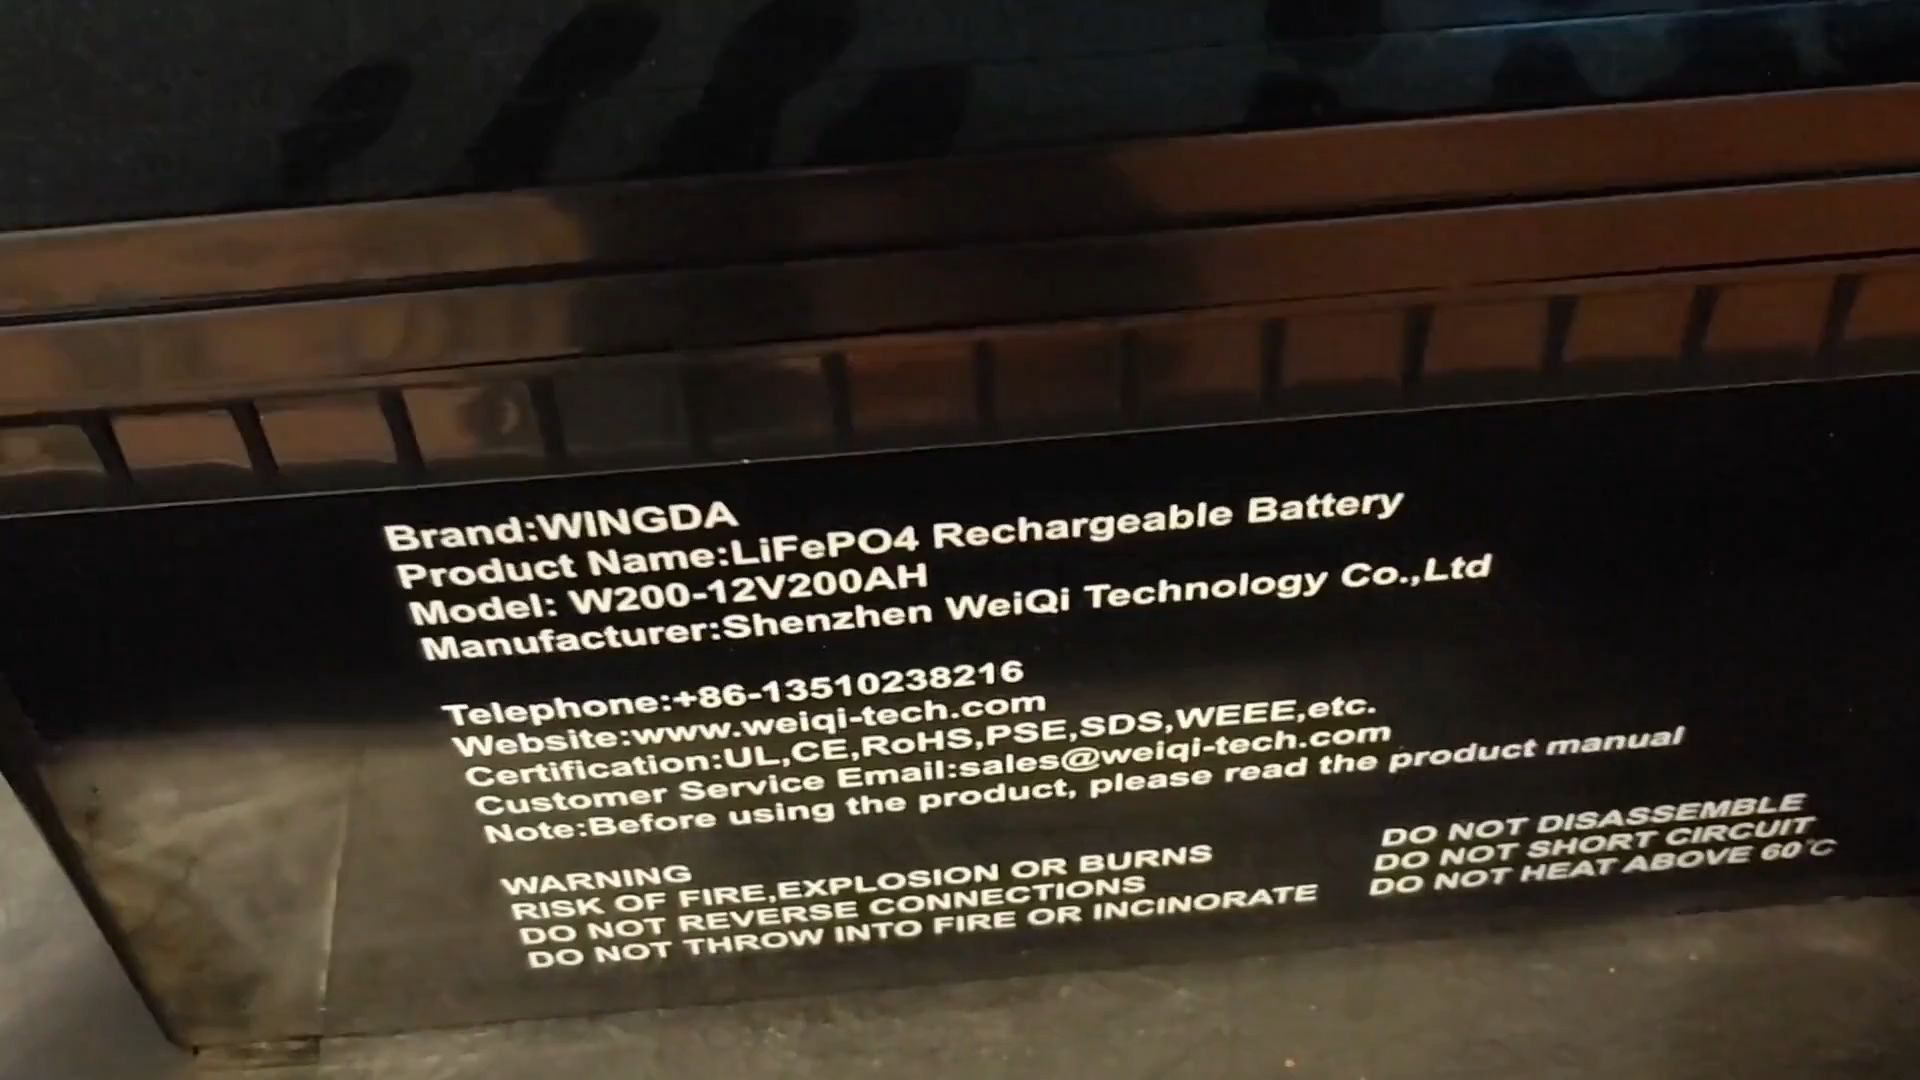 Brand:WINGDA
Product Name:LiFePO4 Rechargeable Battery
Model: W200-12V200AH
Manufacturer:Shenzhen WeiQi Technology Co.,Ltd
Telephone:+86-13510238216
Website:www.weiqi-tech.com
Certification:UL,CE,RoHS,PSE,SDS,WEEE,etc.
Customer Service Email:sales@weiqi-tech.com
Note:Before using the product, please read the product manual
WARNING
RISK OF FIRE,EXPLOSION OR BURNS
DO NOT REVERSE CONNECTIONS
DO NOT THROW INTO FIRE OR INCINORATE
DO NOT DISASSEMBLE
DO NOT SHORT CIRCUIT
DO NOT HEAT ABOVE 60℃